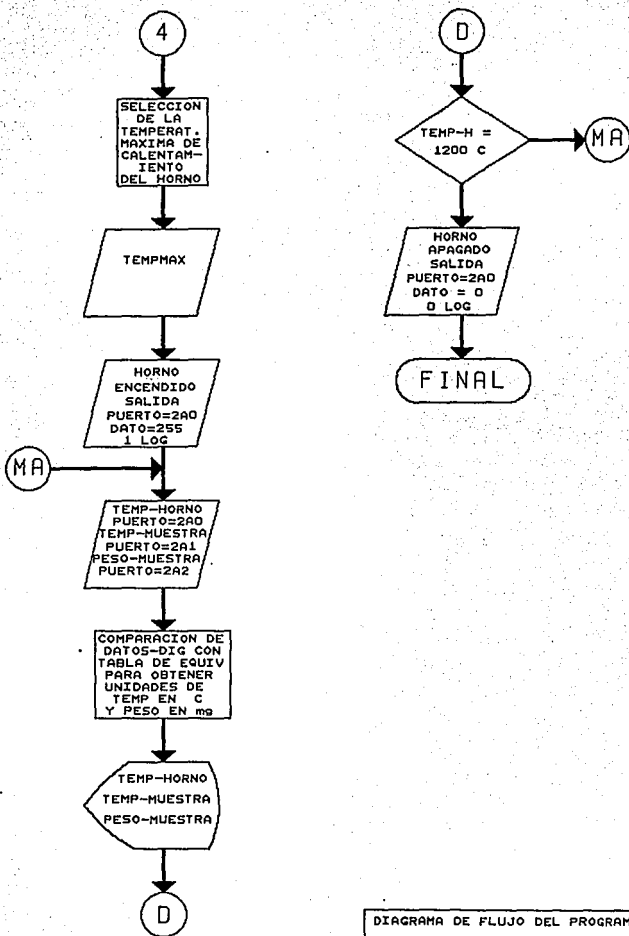 4
SELECCION
DE LA
TEMPERAT.
MAXIMA DE
CALENTAM-
IENTO
DEL HORNO
TEMPMAX
HORNO
ENCENDIDO
SALIDA
PUERTO=2A0
DATO=255
1 LOG
MA
TEMP-HORNO
PUERTO=2A0
TEMP-MUESTRA
PUERTO=2A1
PESO-MUESTRA
PUERTO=2A2
COMPARACION DE
DATOS-DIG CON
TABLA DE EQUIV
PARA OBTENER
UNIDADES DE
TEMP EN C
Y PESO EN mg
TEMP-HORNO
TEMP-MUESTRA
PESO-MUESTRA
D
D
TEMP-H =
1200 C
MA
HORNO
APAGADO
SALIDA
PUERTO=2A0
DATO = 0
0 LOG
FINAL
DIAGRAMA DE FLUJO DEL PROGRAM